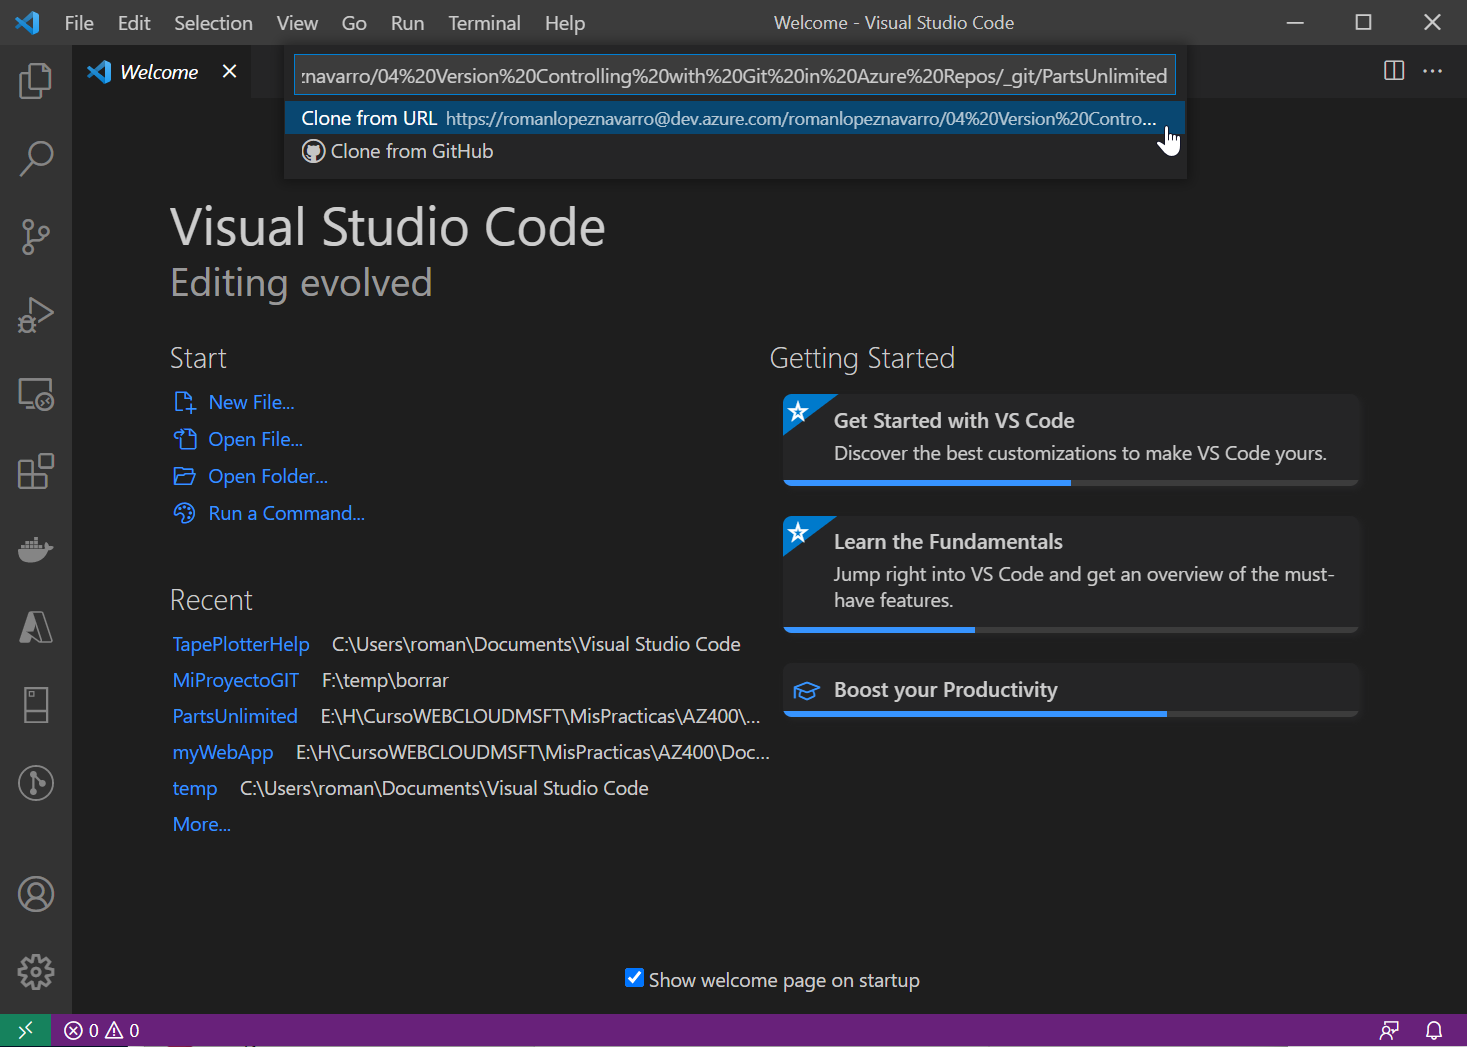 File Edit Selection View Go Run Terminal Help Welcome - Visual Studio Code
Welcome
znavarro/04%20Version%20Controlling%20with%20Git%20in%20Azure%20Repos/_git/PartsUnlimited
Clone from URL https://romanlopeznavarro@dev.azure.com/romanlopeznavarro/04%20Version%20Contro...
Clone from GitHub
Visual Studio Code
Editing evolved
Start
New File...
Open File...
Open Folder...
Run a Command...
Recent
TapePlotterHelp C:\Users\roman\Documents\Visual Studio Code
MiProyectoGIT F:\temp\borrar
PartsUnlimited E:\H\CursoWEBCLOUDMSFT\MisPracticas\AZ400\...
myWebApp E:\H\CursoWEBCLOUDMSFT\MisPracticas\AZ400\Doc...
temp C:\Users\roman\Documents\Visual Studio Code
More...
Getting Started
Get Started with VS Code
Discover the best customizations to make VS Code yours.
Learn the Fundamentals
Jump right into VS Code and get an overview of the must-
have features.
Boost your Productivity
Show welcome page on startup
0 0